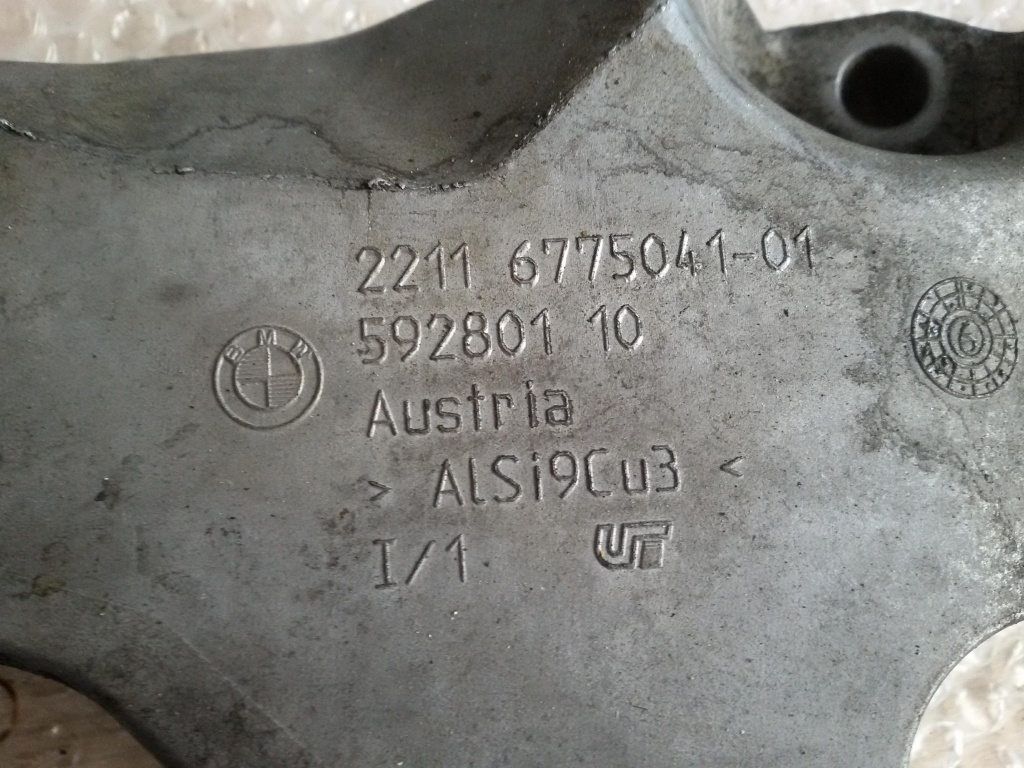 2211 6775041-01
592801 10
BMW
Austria
> AlSi9Cu3 <
I/1